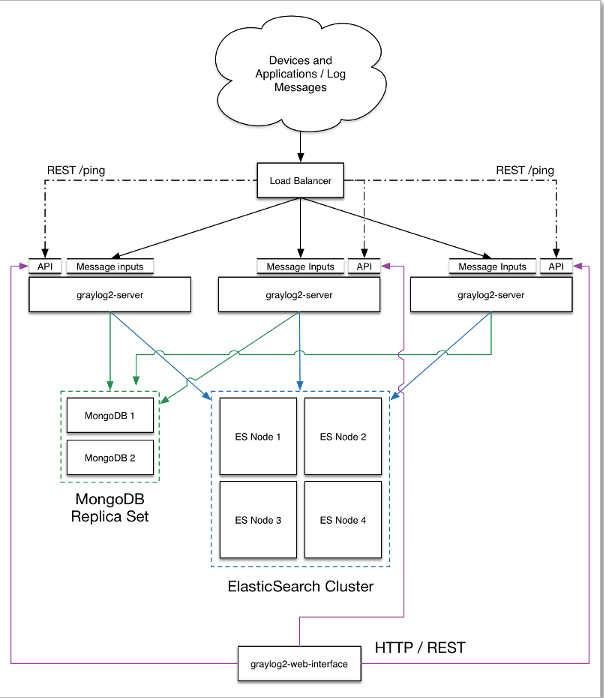 Devices and
Applications / Log
Messages
REST /ping
REST /ping
Load Balancer
API
Message inputs
Message Inputs
API
Message Inputs
API
graylog2-server
graylog2-server
graylog2-server
MongoDB 1
MongoDB 2
ES Node 1
ES Node 2
ES Node 3
ES Node 4
MongoDB
Replica Set
ElasticSearch Cluster
HTTP / REST
graylog2-web-interface